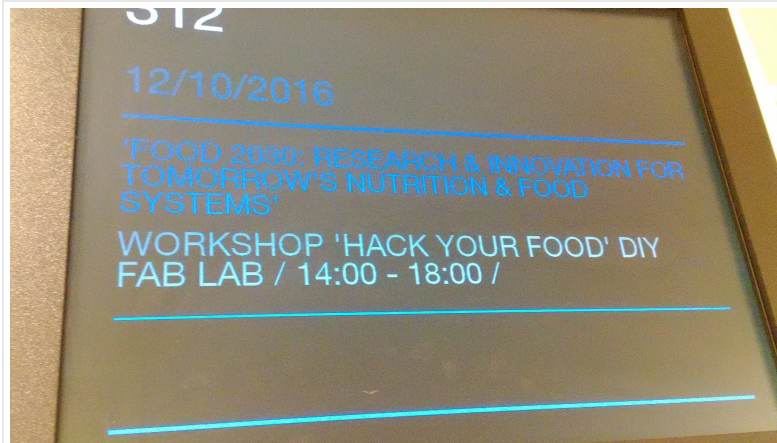 312
12/10/2016
'FOOD 2030: RESEARCH & INNOVATION FOR
TOMORROW'S NUTRITION & FOOD
SYSTEMS'
WORKSHOP 'HACK YOUR FOOD' DIY
FAB LAB / 14:00 - 18:00 /